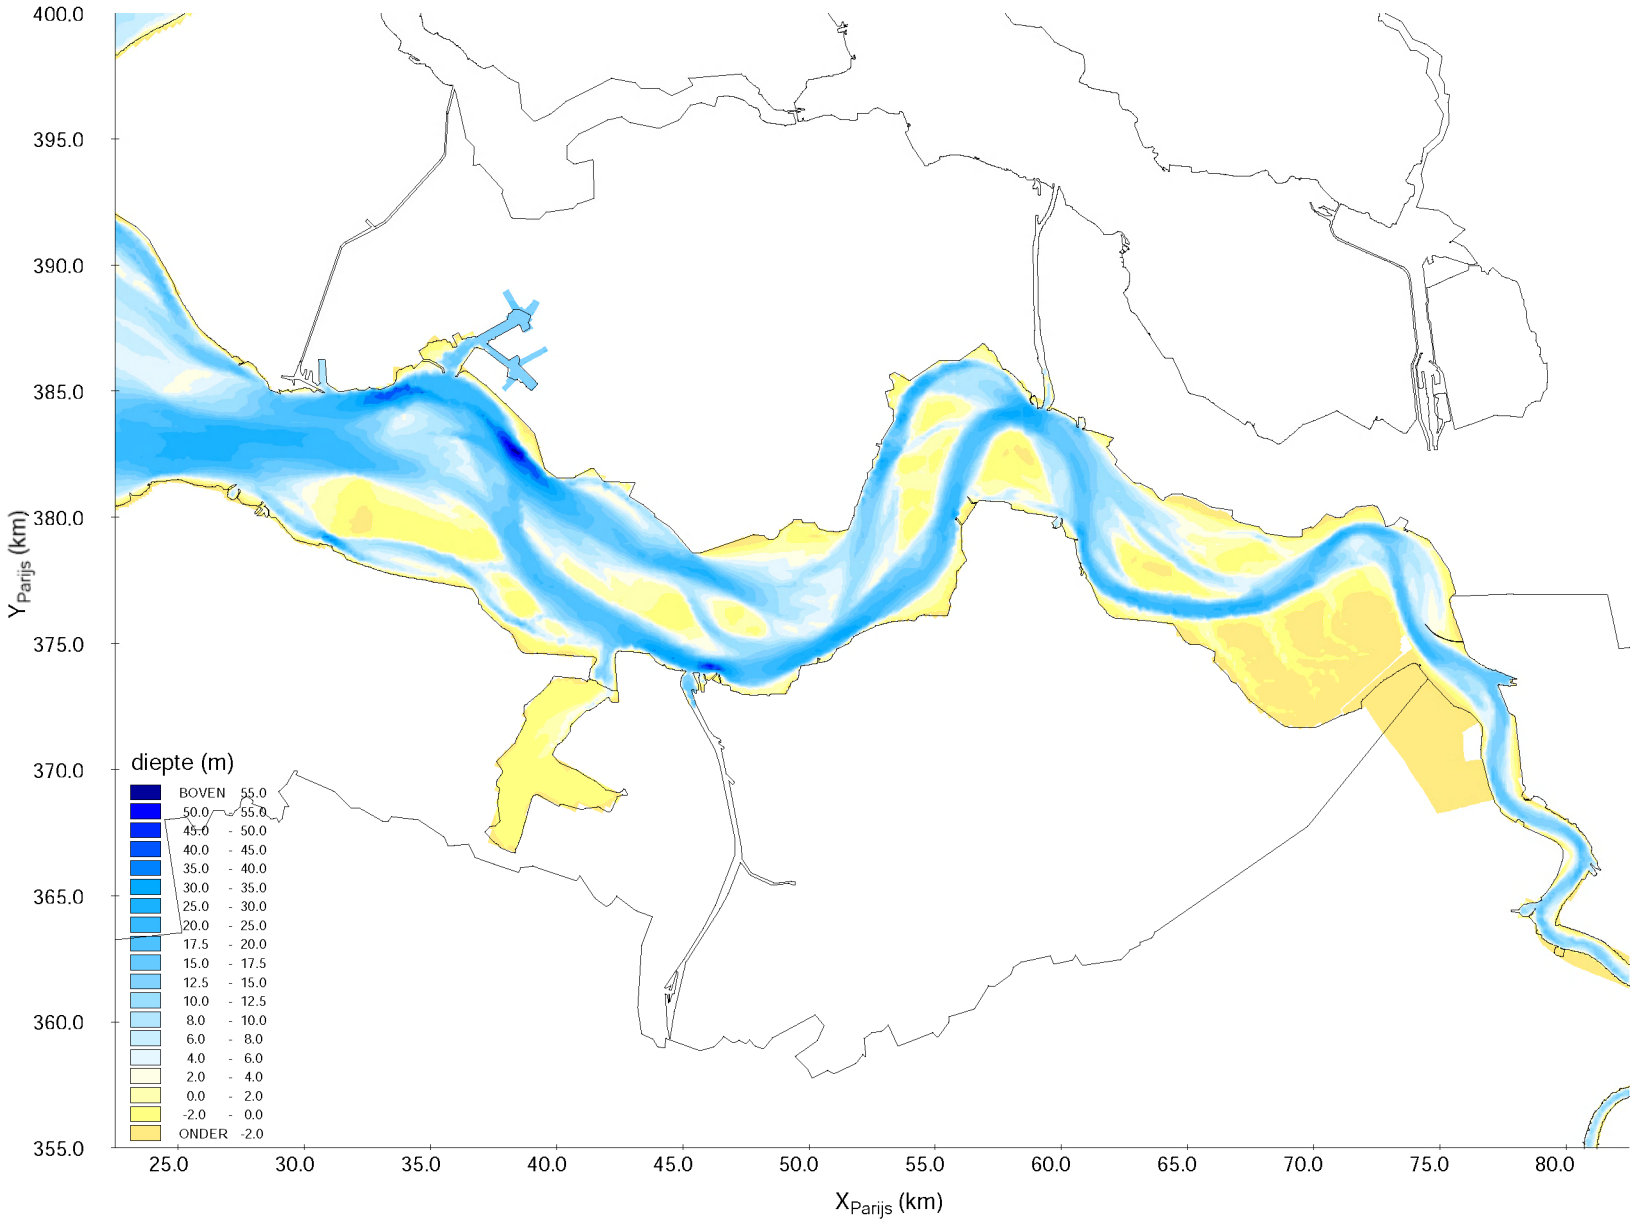 400.0
395.0
390.0
385.0
380.0
375.0
370.0
365.0
360.0
355.0
Y Parijs (km)
diepte (m)
BOVEN 55.0
50.0 - 55.0
45.0 - 50.0
40.0 - 45.0
35.0 - 40.0
30.0 - 35.0
25.0 - 30.0
20.0 - 25.0
17.5 - 20.0
15.0 - 17.5
12.5 - 15.0
10.0 - 12.5
8.0 - 10.0
6.0 - 8.0
4.0 - 6.0
2.0 - 4.0
0.0 - 2.0
-2.0 - 0.0
ONDER -2.0
25.0 30.0 35.0 40.0 45.0 50.0 55.0 60.0 65.0 70.0 75.0 80.0
X Parijs (km)